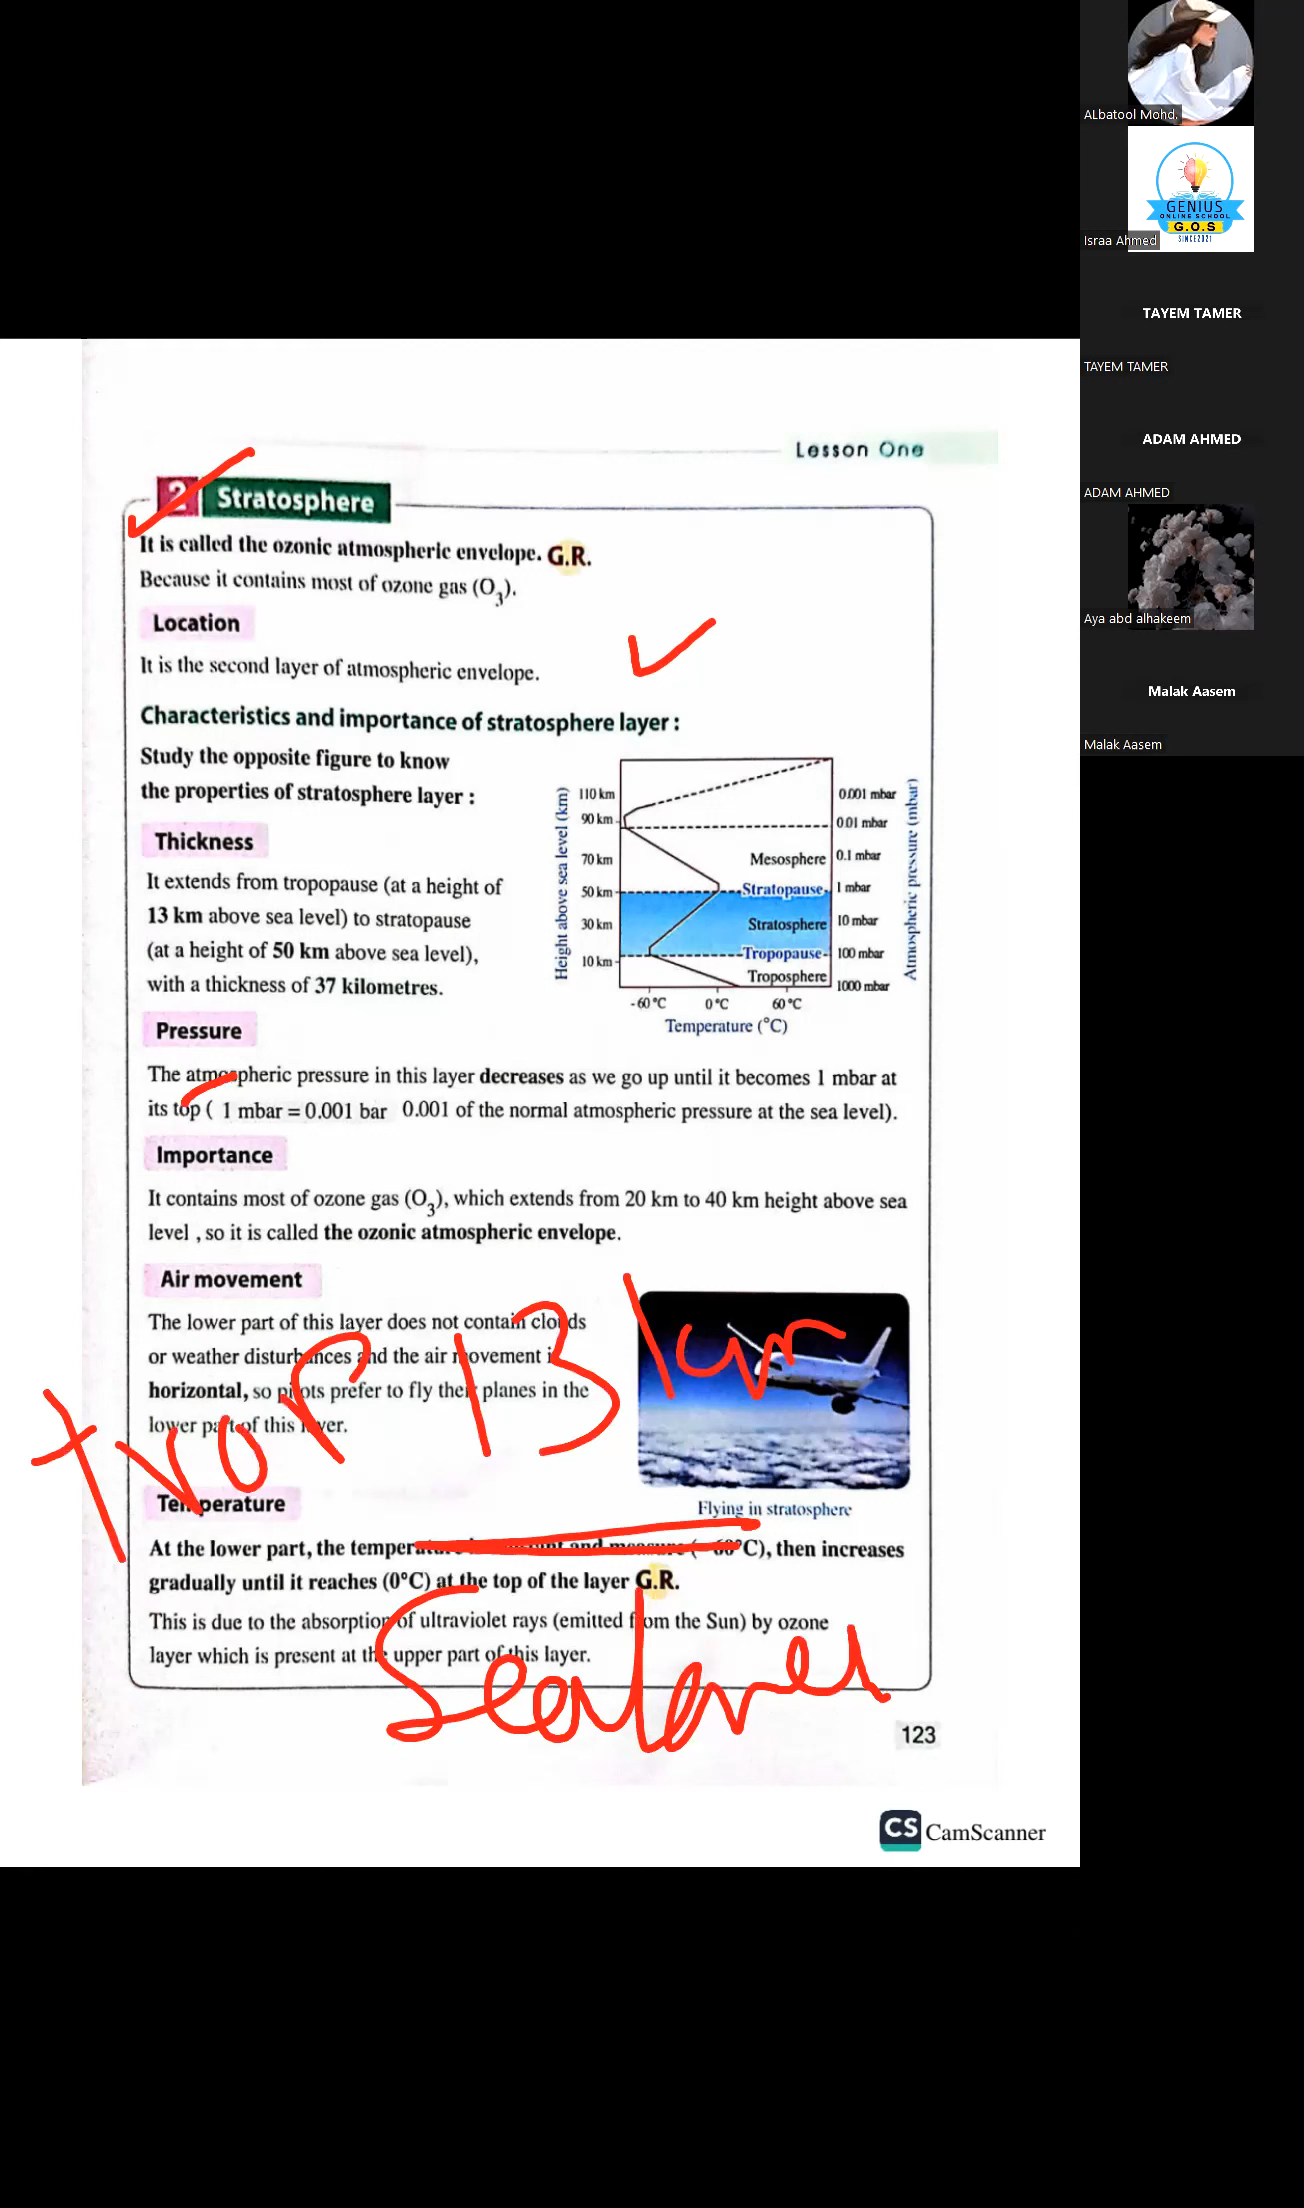 ALbatool Mohd.
GENIUS
ONLINE SCHOOL
G.O.S
SINCE2021
Israa Ahmed
TAYEM TAMER
TAYEM TAMER
ADAM AHMED
ADAM AHMED
Aya abd alhakeem
Malak Aasem
Malak Aasem
Lesson One
2 Stratosphere
It is called the ozonic atmospheric envelope. G.R.
Because it contains most of ozone gas (O3).
Location
It is the second layer of atmospheric envelope.
Characteristics and importance of stratosphere layer :
Study the opposite figure to know
the properties of stratosphere layer :
Thickness
It extends from tropopause (at a height of
13 km above sea level) to stratopause
(at a height of 50 km above sea level),
with a thickness of 37 kilometres.
Height above sea level (km)
110 km
90 km
70 km
50 km
30 km
10 km
Mesosphere
Stratopause
Stratosphere
Tropopause
Troposphere
0.001 mbar
0.01 mbar
0.1 mbar
1 mbar
10 mbar
100 mbar
1000 mbar
Atmospheric pressure (mbar)
-60°C 0°C 60°C
Temperature (°C)
Pressure
The atmospheric pressure in this layer decreases as we go up until it becomes 1 mbar at
its top ( 1 mbar = 0.001 bar 0.001 of the normal atmospheric pressure at the sea level).
Importance
It contains most of ozone gas (O3), which extends from 20 km to 40 km height above sea
level , so it is called the ozonic atmospheric envelope.
Air movement
The lower part of this layer does not contain clouds
or weather disturbances and the air movement is
horizontal, so pilots prefer to fly their planes in the
lower part of this layer.
13 km
Flying in stratosphere
Temperature
At the lower part, the temperature and measure (-60°C), then increases
gradually until it reaches (0°C) at the top of the layer G.R.
This is due to the absorption of ultraviolet rays (emitted from the Sun) by ozone
layer which is present at the upper part of this layer.
123
CS CamScanner